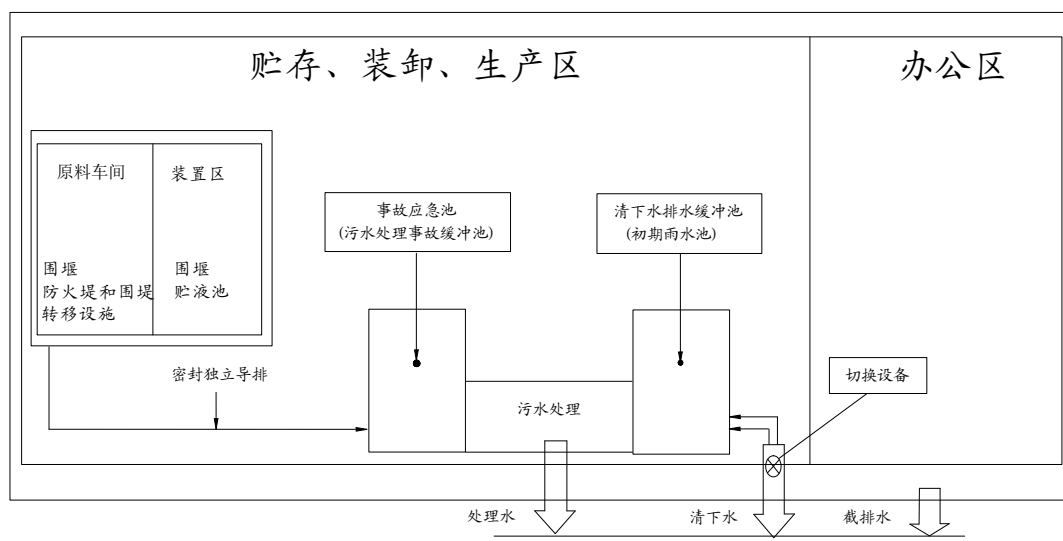 贮存、装卸、生产区
办公区
原料车间
装置区
围堰
防火堤和围堤
转移设施
围堰
贮液池
事故应急池
(污水处理事故缓冲池)
清下水排水缓冲池
(初期雨水池)
密封独立导排
污水处理
切换设备
处理水
清下水
截排水